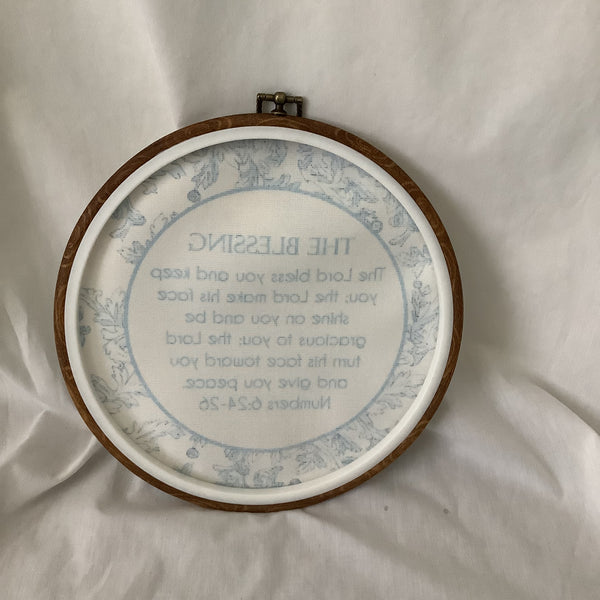 THE BLESSING
The Lord bless you and keep
you; the Lord make his face
shine on you and be
gracious to you; the Lord
turn his face toward you
and give you peace.
Numbers 6:24-26